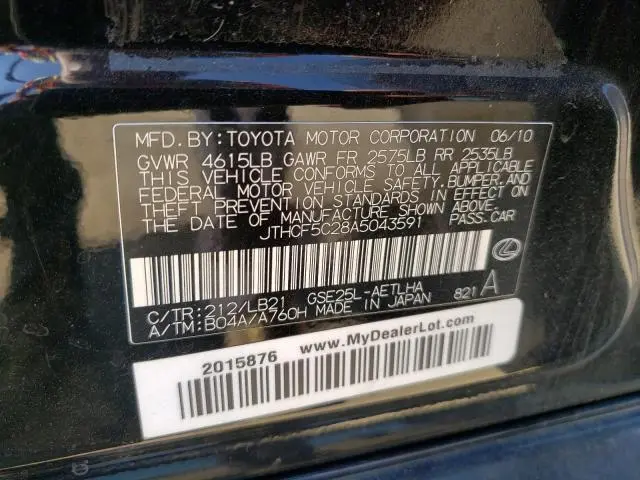 MFD.BY:TOYOTA MOTOR CORPORATION 06/10
GVWR 4615LB GAWR FR 2575LB RR 2535LB
THIS VEHICLE CONFORMS TO ALL APPLICABLE
FEDERAL MOTOR VEHICLE SAFETY, BUMPER, AND
THEFT PREVENTION STANDARDS IN EFFECT ON
THE DATE OF MANUFACTURE SHOWN ABOVE.
JTHCF5C28A5043591 PASS.CAR
C/TR:212/LB21 GSE25L-AETLHA
A/TM:B04A/A760H MADE IN JAPAN 821 A
2015876 www.MyDealerLot.com